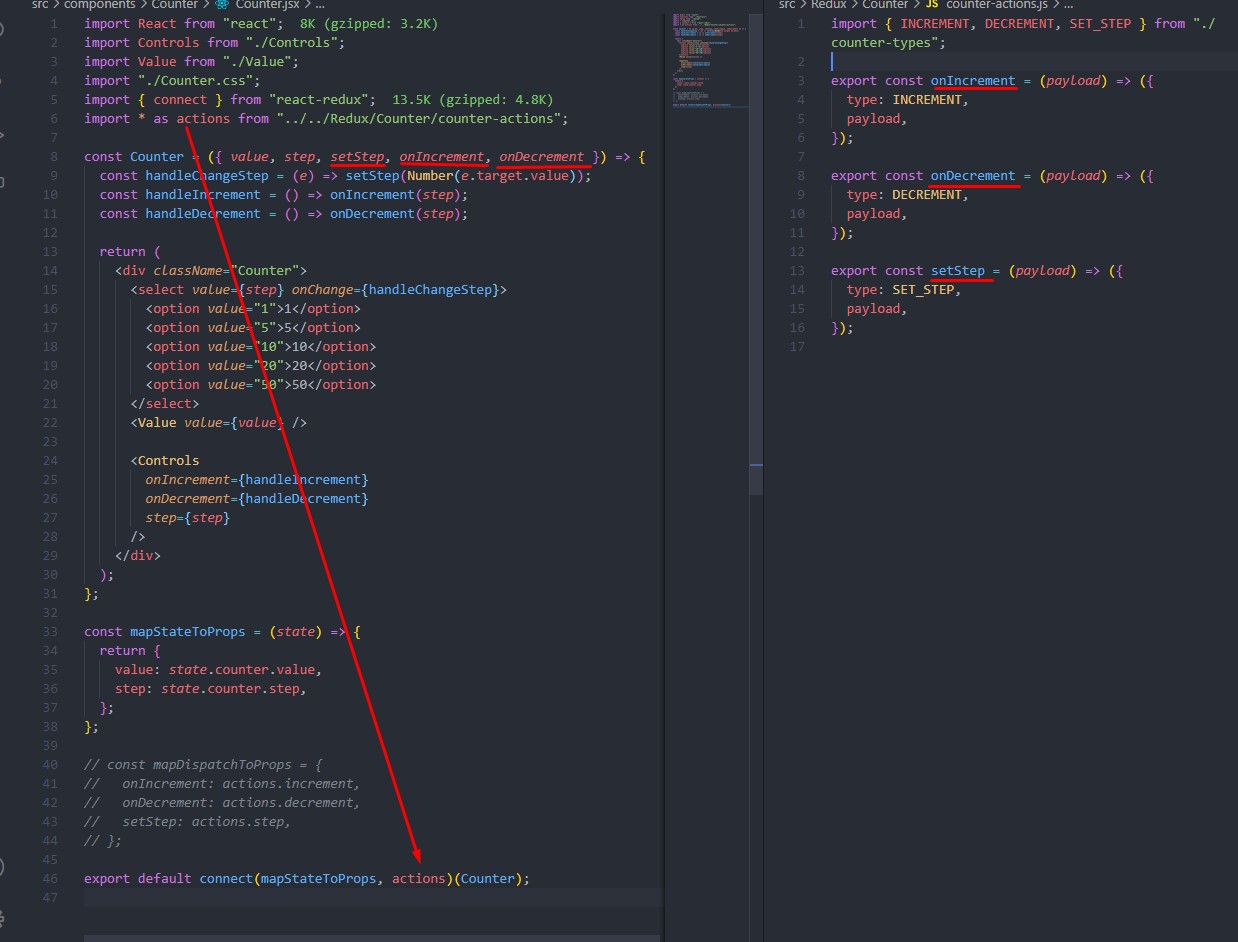 src > components > Counter > Counter.jsx > ...
1 import React from "react"; 8K (gzipped: 3.2K)
2 import Controls from "./Controls";
3 import Value from "./Value";
4 import "./Counter.css";
5 import { connect } from "react-redux"; 13.5K (gzipped: 4.8K)
6 import * as actions from "../../Redux/Counter/counter-actions";
7
8 const Counter = ({ value, step, setStep, onIncrement, onDecrement }) => {
9 const handleChangeStep = (e) => setStep(Number(e.target.value));
10 const handleIncrement = () => onIncrement(step);
11 const handleDecrement = () => onDecrement(step);
12
13 return (
14 <div className="Counter">
15 <select value={step} onChange={handleChangeStep}>
16 <option value="1">1</option>
17 <option value="5">5</option>
18 <option value="10">10</option>
19 <option value="20">20</option>
20 <option value="50">50</option>
21 </select>
22 <Value value={value} />
23
24 <Controls
25 onIncrement={handleIncrement}
26 onDecrement={handleDecrement}
27 step={step}
28 />
29 </div>
30 );
31 };
32
33 const mapStateToProps = (state) => {
34 return {
35 value: state.counter.value,
36 step: state.counter.step,
37 };
38 };
39
40 // const mapDispatchToProps = {
41 //   onIncrement: actions.increment,
42 //   onDecrement: actions.decrement,
43 //   setStep: actions.step,
44 // };
45
46 export default connect(mapStateToProps, actions)(Counter);
47
src > Redux > Counter > JS counter-actions.js > ...
1 import { INCREMENT, DECREMENT, SET_STEP } from "./
counter-types";
2
3 export const onIncrement = (payload) => ({
4 type: INCREMENT,
5 payload,
6 });
7
8 export const onDecrement = (payload) => ({
9 type: DECREMENT,
10 payload,
11 });
12
13 export const setStep = (payload) => ({
14 type: SET_STEP,
15 payload,
16 });
17